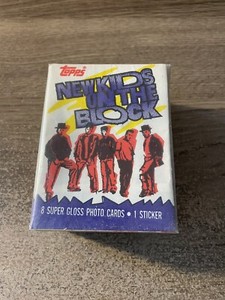 TOPPS
NEW KIDS
ON THE
BLOCK
8 SUPER GLOSS PHOTO CARDS • 1 STICKER